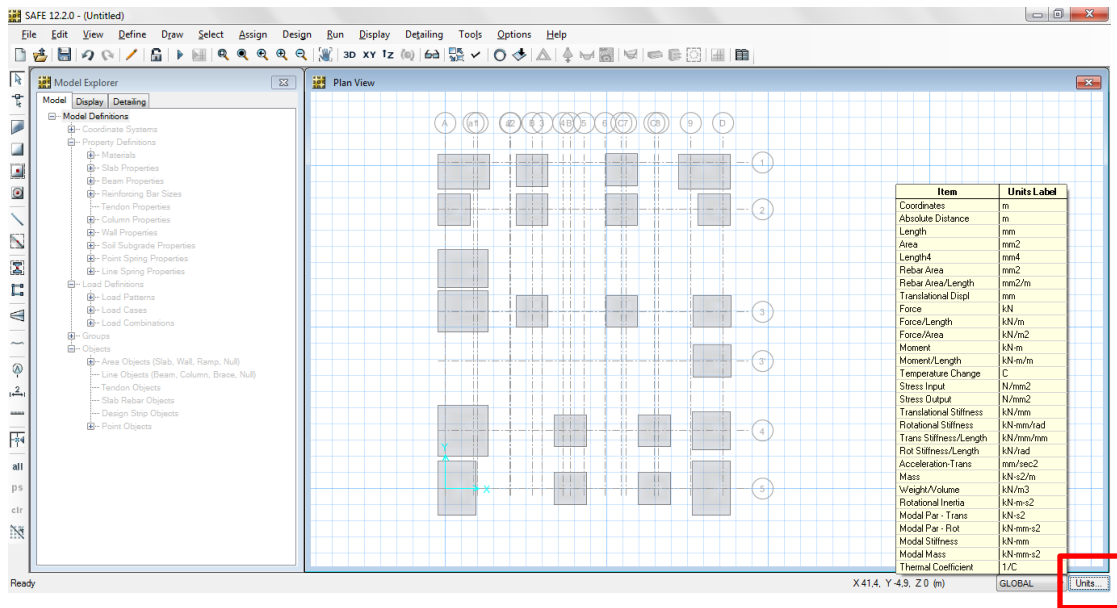 SAFE 12.2.0 - (Untitled)
File Edit View Define Draw Select Assign Design Run Display Detailing Tools Options Help
3D XY
Model Explorer
Model Display Detailing
Model Definitions
Coordinate Systems
Property Definitions
Materials
Slab Properties
Beam Properties
Reinforcing Bar Sizes
Tendon Properties
Column Properties
Wall Properties
Soil Subgrade Properties
Point Spring Properties
Line Spring Properties
Load Definitions
Load Patterns
Load Cases
Load Combinations
Groups
Objects
Area Objects (Slab, Wall, Ramp, Null)
Line Objects (Beam, Column, Brace, Null)
Tendon Objects
Slab Rebar Objects
Design Strip Objects
Point Objects
all
ps
clr
Plan View
A a1 a2 B 3 4 5 6 C7 C8 9 D
1
2
3
3'
4
5
Y
X
Item Units Label
Coordinates m
Absolute Distance m
Length mm
Area mm2
Length4 mm4
Rebar Area mm2
Rebar Area/Length mm2/m
Translational Displ mm
Force kN
Force/Length kN/m
Force/Area kN/m2
Moment kN-m
Moment/Length kN-m/m
Temperature Change C
Stress Input N/mm2
Stress Output N/mm2
Translational Stiffness kN/mm
Rotational Stiffness kN-mm/rad
Trans Stiffness/Length kN/mm/mm
Rot Stiffness/Length kN/rad
Acceleration-Trans mm/sec2
Mass kN-s2/m
Weight/Volume kN/m3
Rotational Inertia kN-m-s2
Modal Par - Trans kN-s2
Modal Par - Rot kN-mm-s2
Modal Stiffness kN-mm
Modal Mass kN-mm-s2
Thermal Coefficient 1/C
Ready
X 41,4, Y -4,9, Z 0 (m) GLOBAL Units...